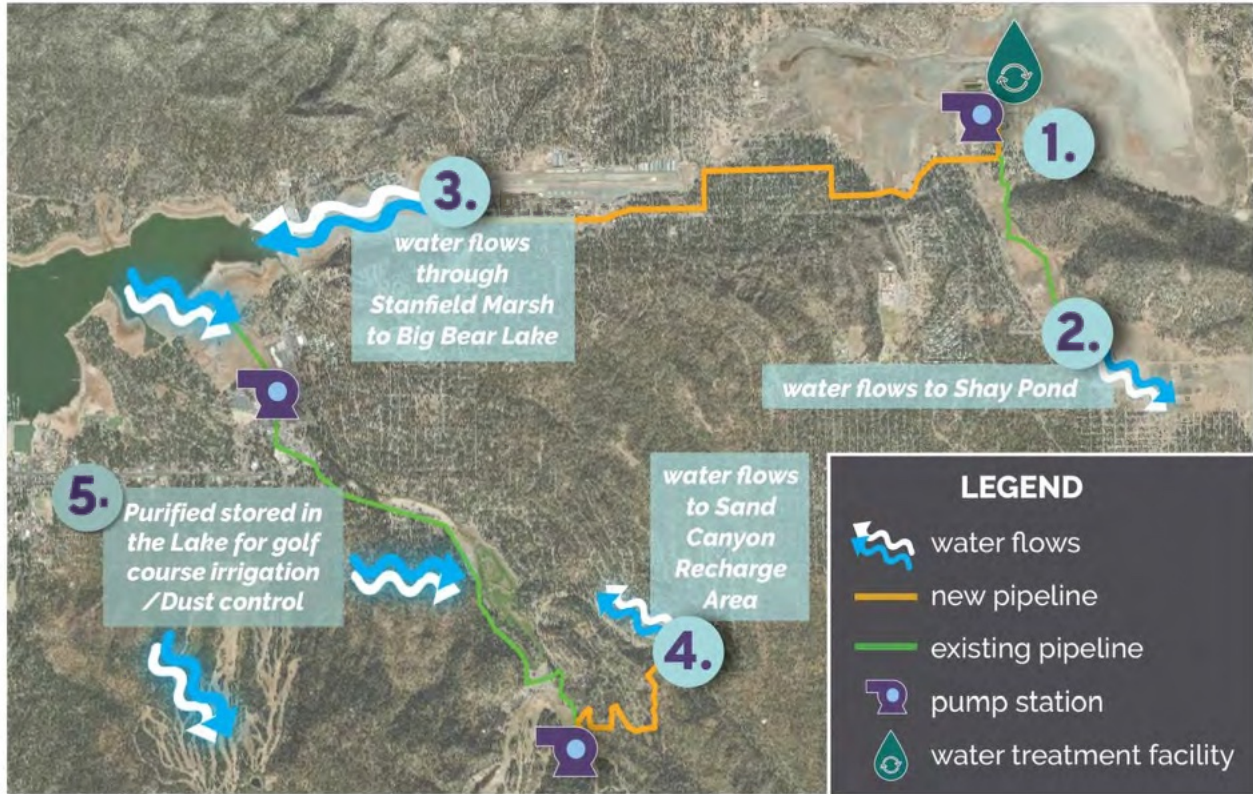 1.
3.
water flows
through
Stanfield Marsh
to Big Bear Lake
2.
water flows to Shay Pond
5.
Purified stored in
the Lake for golf
course irrigation
/Dust control
water flows
to Sand
Canyon
Recharge
Area
4.
LEGEND
water flows
new pipeline
existing pipeline
pump station
water treatment facility